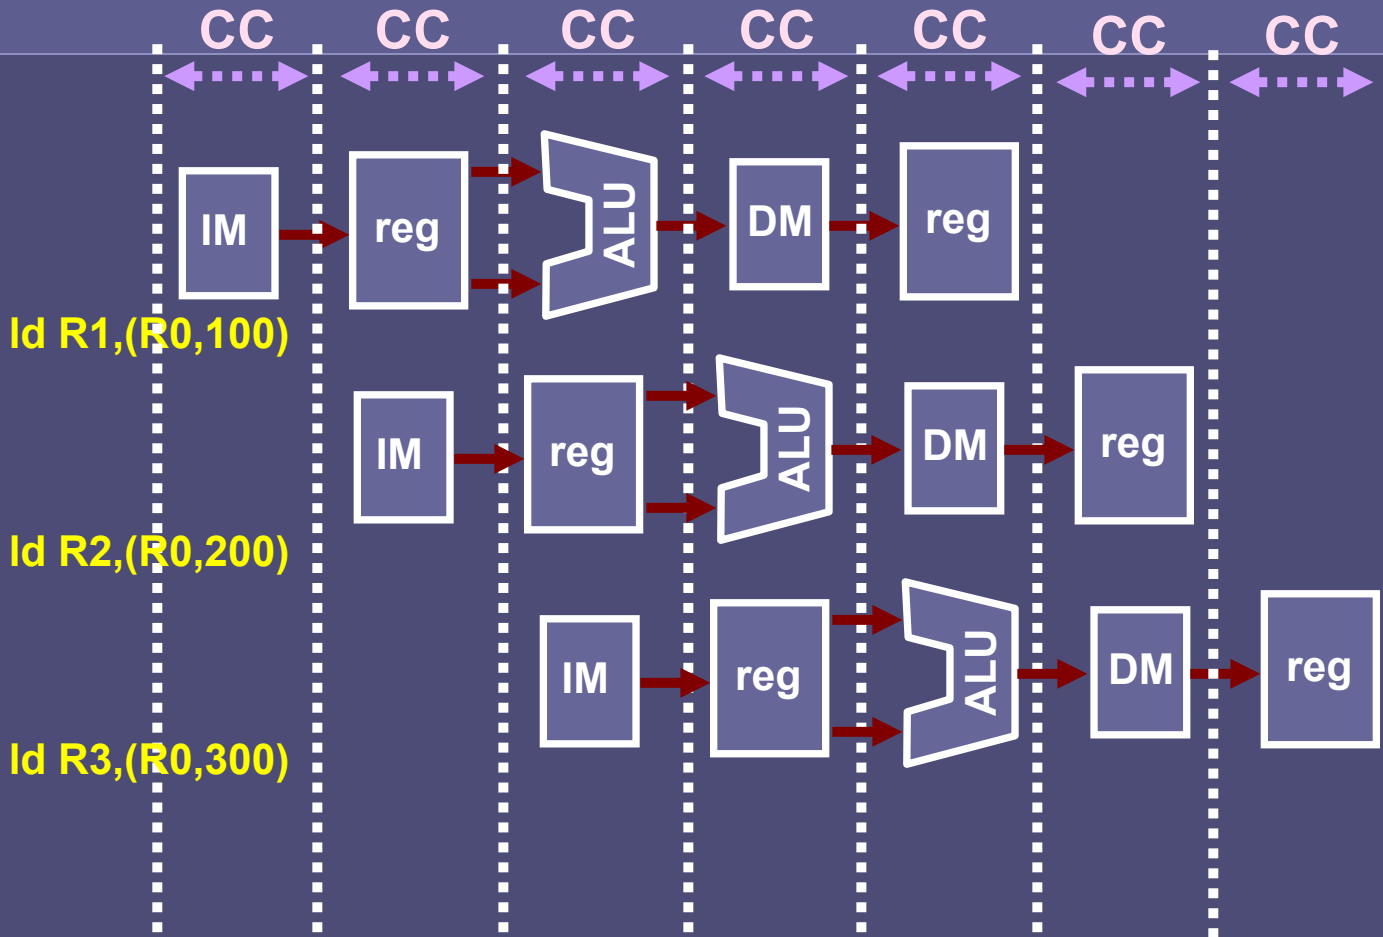 CC CC CC CC CC CC CC
IM reg ALU DM reg
ld R1,(R0,100)
IM reg ALU DM reg
ld R2,(R0,200)
IM reg ALU DM reg
ld R3,(R0,300)